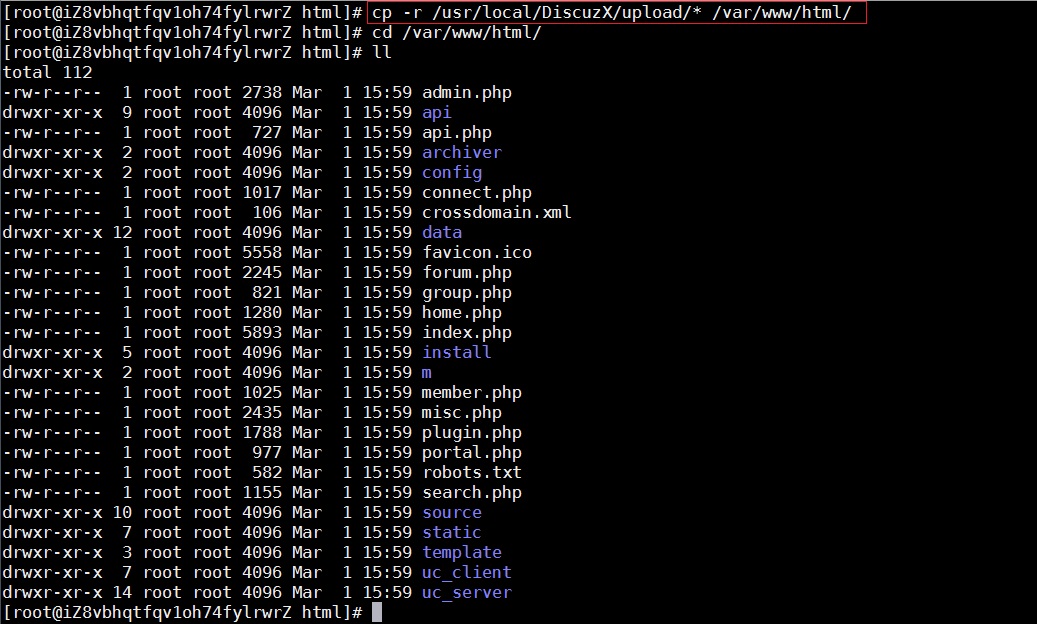 [root@iZ8vbhqtfqv1oh74fylrwrZ html]# cp -r /usr/local/DiscuzX/upload/* /var/www/html/
[root@iZ8vbhqtfqv1oh74fylrwrZ html]# cd /var/www/html/
[root@iZ8vbhqtfqv1oh74fylrwrZ html]# ll
total 112
-rw-r--r--  1 root root 2738 Mar  1 15:59 admin.php
drwxr-xr-x  9 root root 4096 Mar  1 15:59 api
-rw-r--r--  1 root root  727 Mar  1 15:59 api.php
drwxr-xr-x  2 root root 4096 Mar  1 15:59 archiver
drwxr-xr-x  2 root root 4096 Mar  1 15:59 config
-rw-r--r--  1 root root 1017 Mar  1 15:59 connect.php
-rw-r--r--  1 root root  106 Mar  1 15:59 crossdomain.xml
drwxr-xr-x 12 root root 4096 Mar  1 15:59 data
-rw-r--r--  1 root root 5558 Mar  1 15:59 favicon.ico
-rw-r--r--  1 root root 2245 Mar  1 15:59 forum.php
-rw-r--r--  1 root root  821 Mar  1 15:59 group.php
-rw-r--r--  1 root root 1280 Mar  1 15:59 home.php
-rw-r--r--  1 root root 5893 Mar  1 15:59 index.php
drwxr-xr-x  5 root root 4096 Mar  1 15:59 install
drwxr-xr-x  2 root root 4096 Mar  1 15:59 m
-rw-r--r--  1 root root 1025 Mar  1 15:59 member.php
-rw-r--r--  1 root root 2435 Mar  1 15:59 misc.php
-rw-r--r--  1 root root 1788 Mar  1 15:59 plugin.php
-rw-r--r--  1 root root  977 Mar  1 15:59 portal.php
-rw-r--r--  1 root root  582 Mar  1 15:59 robots.txt
-rw-r--r--  1 root root 1155 Mar  1 15:59 search.php
drwxr-xr-x 10 root root 4096 Mar  1 15:59 source
drwxr-xr-x  7 root root 4096 Mar  1 15:59 static
drwxr-xr-x  3 root root 4096 Mar  1 15:59 template
drwxr-xr-x  7 root root 4096 Mar  1 15:59 uc_client
drwxr-xr-x 14 root root 4096 Mar  1 15:59 uc_server
[root@iZ8vbhqtfqv1oh74fylrwrZ html]#